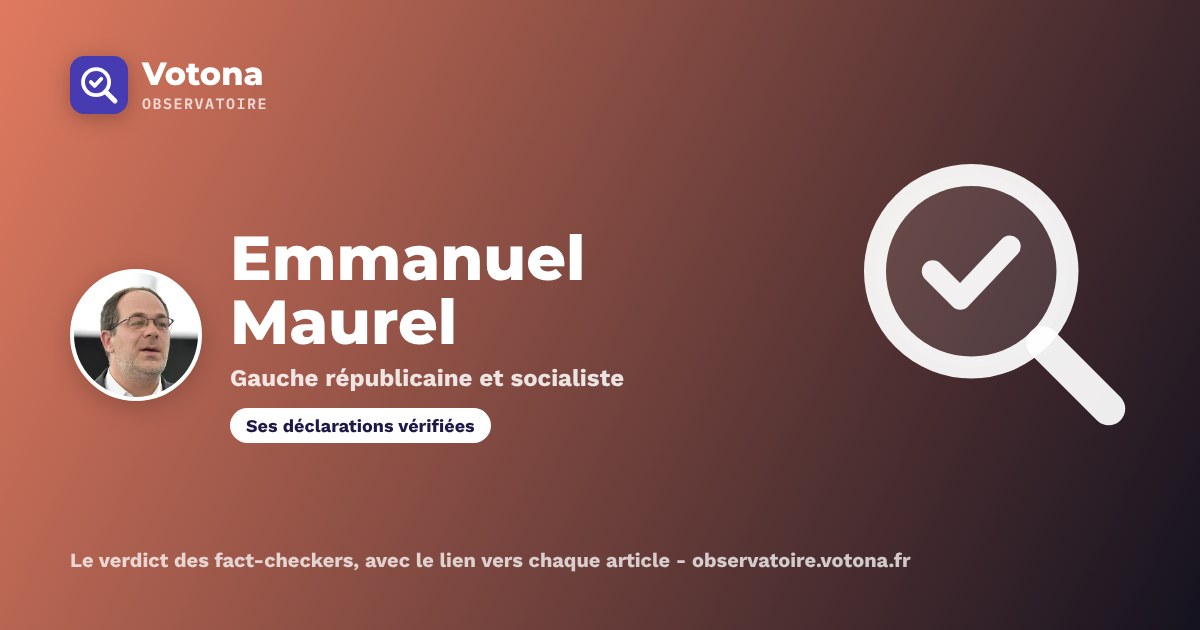 Votona
OBSERVATOIRE
Emmanuel
Maurel
Gauche républicaine et socialiste
Ses déclarations vérifiées
Le verdict des fact-checkers, avec le lien vers chaque article - observatoire.votona.fr